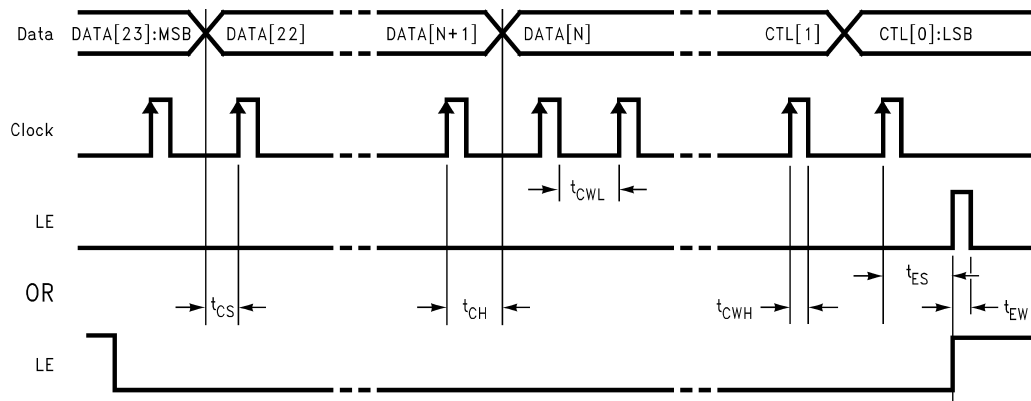 Data DATA[23]:MSB DATA[22] DATA[N+1] DATA[N] CTL[1] CTL[0]:LSB
Clock
tCWL
LE
tES
OR
tCS tCH tCWH tEW
LE